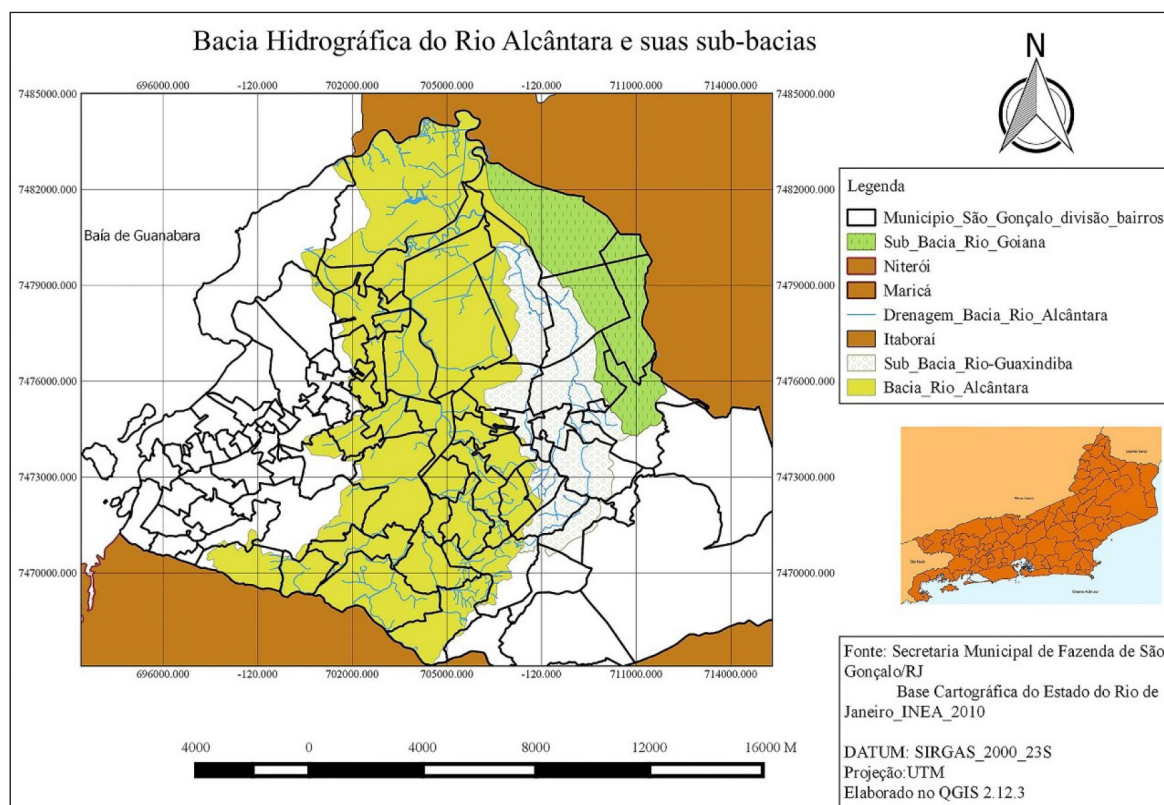 Bacia Hidrográfica do Rio Alcântara e suas sub-bacias
N
696000.000 -120.000 702000.000 705000.000 -120.000 711000.000 714000.000
7485000.000 7485000.000
7482000.000 7482000.000
Baía de Guanabara
7479000.000 7479000.000
7476000.000 7476000.000
7473000.000 7473000.000
7470000.000 7470000.000
696000.000 -120.000 702000.000 705000.000 -120.000 711000.000 714000.000
4000 0 4000 8000 12000 16000 M
Legenda
Município_São_Gonçalo_divisão_bairros
Sub_Bacia_Rio_Goiana
Niterói
Maricá
Drenagem_Bacia_Rio_Alcântara
Itaboraí
Sub_Bacia_Rio-Guaxindiba
Bacia_Rio_Alcântara
Fonte: Secretaria Municipal de Fazenda de São
Gonçalo/RJ
Base Cartográfica do Estado do Rio de
Janeiro_INEA_2010
DATUM: SIRGAS_2000_23S
Projeção:UTM
Elaborado no QGIS 2.12.3